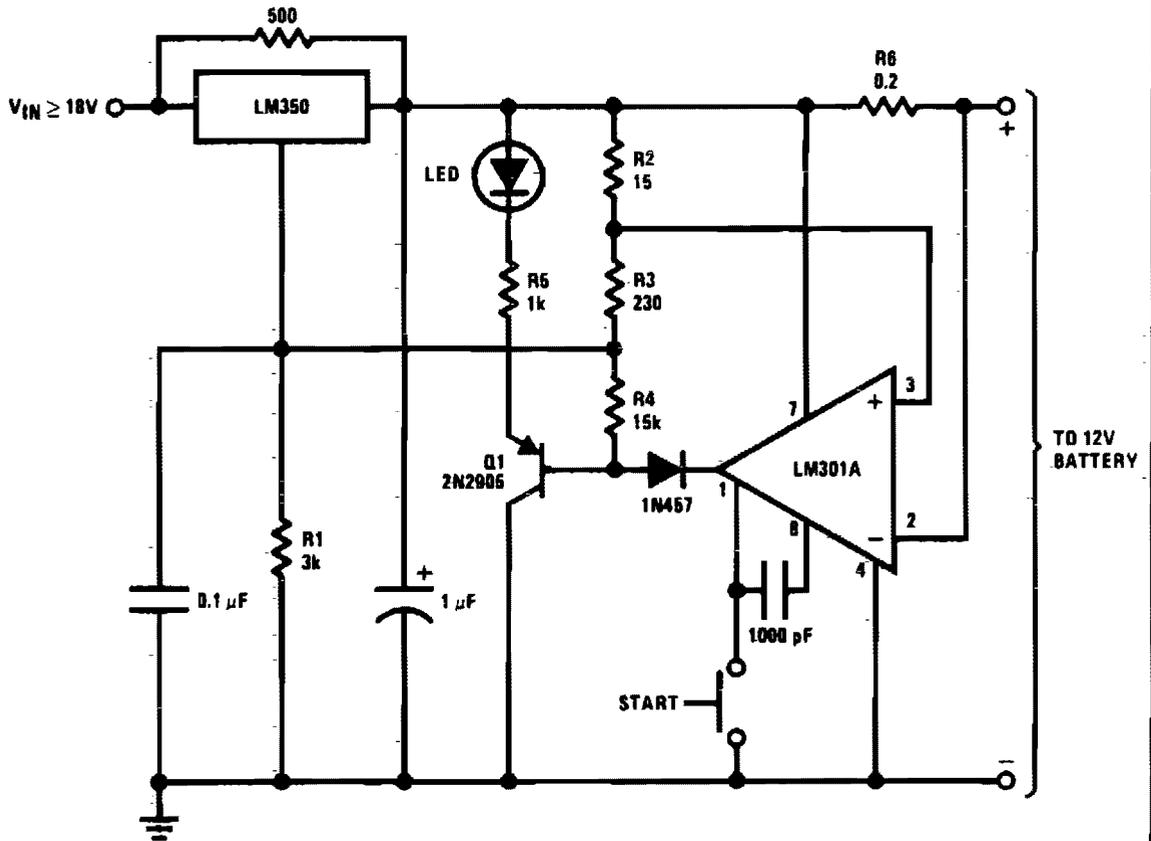 500
V_IN ≥ 18V
LM350
R6
0.2
+
LED
R2
15
R5
1k
R3
230
R4
15k
3
+
7
LM301A
TO 12V
BATTERY
Q1
2N2905
1N457
1
2
−
8
4
R1
3k
0.1 μF
+
1 μF
1000 pF
START
−